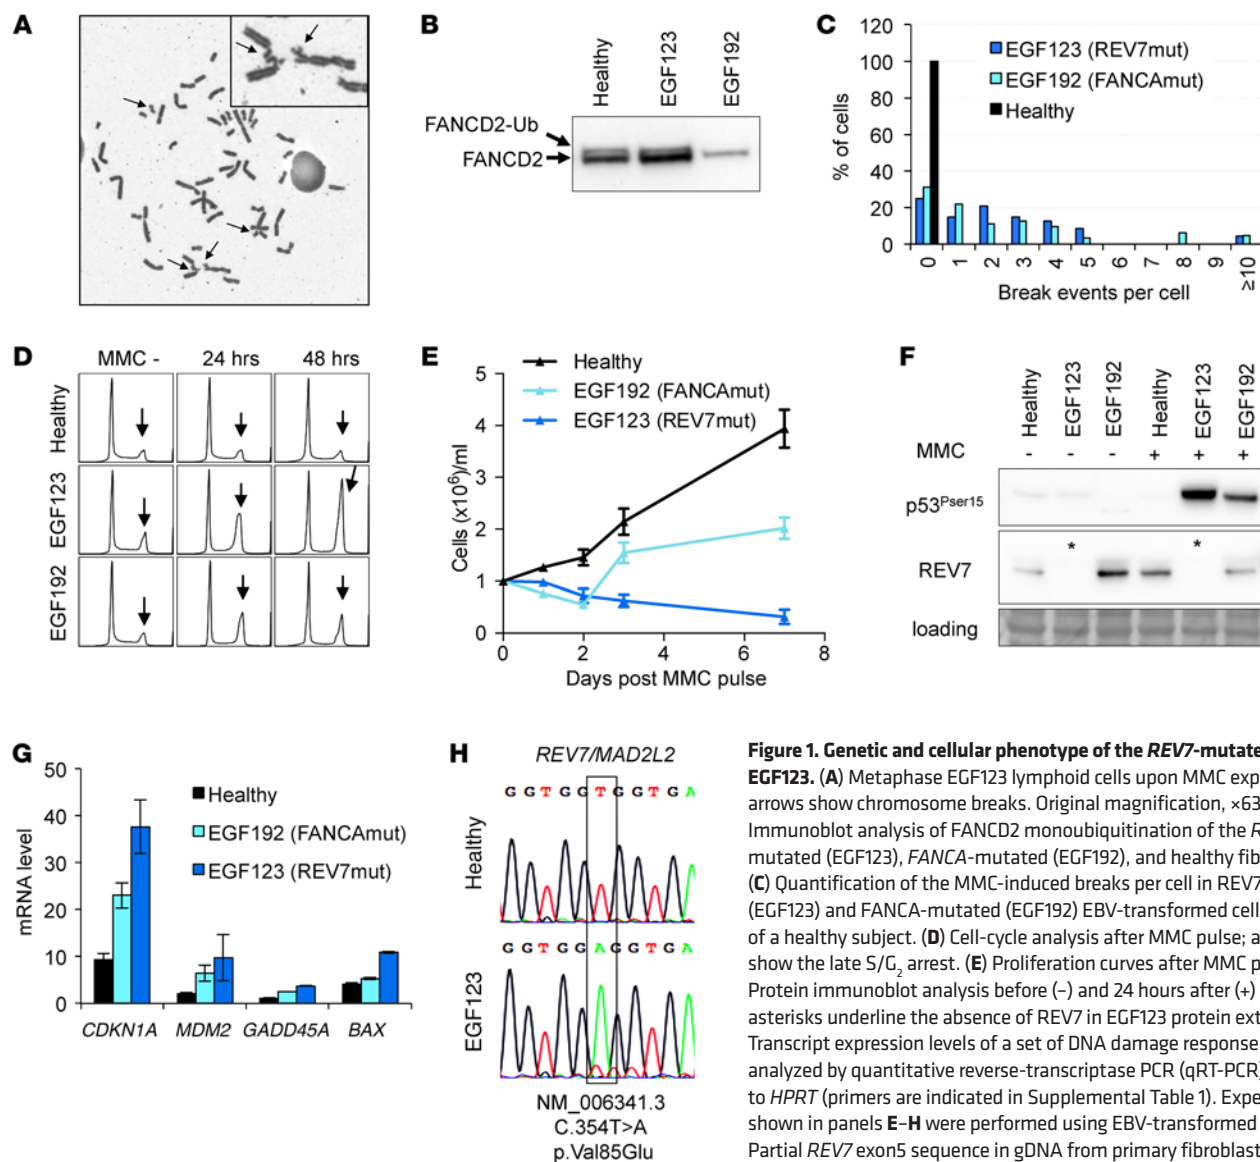 A
B
Healthy
EGF123
EGF192
FANCD2-Ub
FANCD2
C
120
100
80
60
40
20
0
% of cells
EGF123 (REV7mut)
EGF192 (FANCAmut)
Healthy
0 1 2 3 4 5 6 7 8 9 ≥10
Break events per cell
D
MMC - 24 hrs 48 hrs
Healthy
EGF123
EGF192
E
Healthy
EGF192 (FANCAmut)
EGF123 (REV7mut)
5
4
3
2
1
0
Cells (x10⁶)/ml
0 2 4 6 8
Days post MMC pulse
F
Healthy
EGF123
EGF192
Healthy
EGF123
EGF192
MMC - - - + + +
p53Pser15
* *
REV7
loading
G
50
40
30
20
10
0
mRNA level
Healthy
EGF192 (FANCAmut)
EGF123 (REV7mut)
CDKN1A MDM2 GADD45A BAX
H
REV7/MAD2L2
Healthy
G G T G G T G G T G A
EGF123
G G T G G A G G T G A
NM_006341.3
C.354T>A
p.Val85Glu
Figure 1. Genetic and cellular phenotype of the REV7-mutate
EGF123. (A) Metaphase EGF123 lymphoid cells upon MMC exp
arrows show chromosome breaks. Original magnification, ×63
Immunoblot analysis of FANCD2 monoubiquitination of the R
mutated (EGF123), FANCA-mutated (EGF192), and healthy fib
(C) Quantification of the MMC-induced breaks per cell in REV7
(EGF123) and FANCA-mutated (EGF192) EBV-transformed cell
of a healthy subject. (D) Cell-cycle analysis after MMC pulse; a
show the late S/G₂ arrest. (E) Proliferation curves after MMC p
Protein immunoblot analysis before (–) and 24 hours after (+)
asterisks underline the absence of REV7 in EGF123 protein ext
Transcript expression levels of a set of DNA damage response
analyzed by quantitative reverse-transcriptase PCR (qRT-PCR)
to HPRT (primers are indicated in Supplemental Table 1). Expe
shown in panels E–H were performed using EBV-transformed
Partial REV7 exon5 sequence in gDNA from primary fibroblast